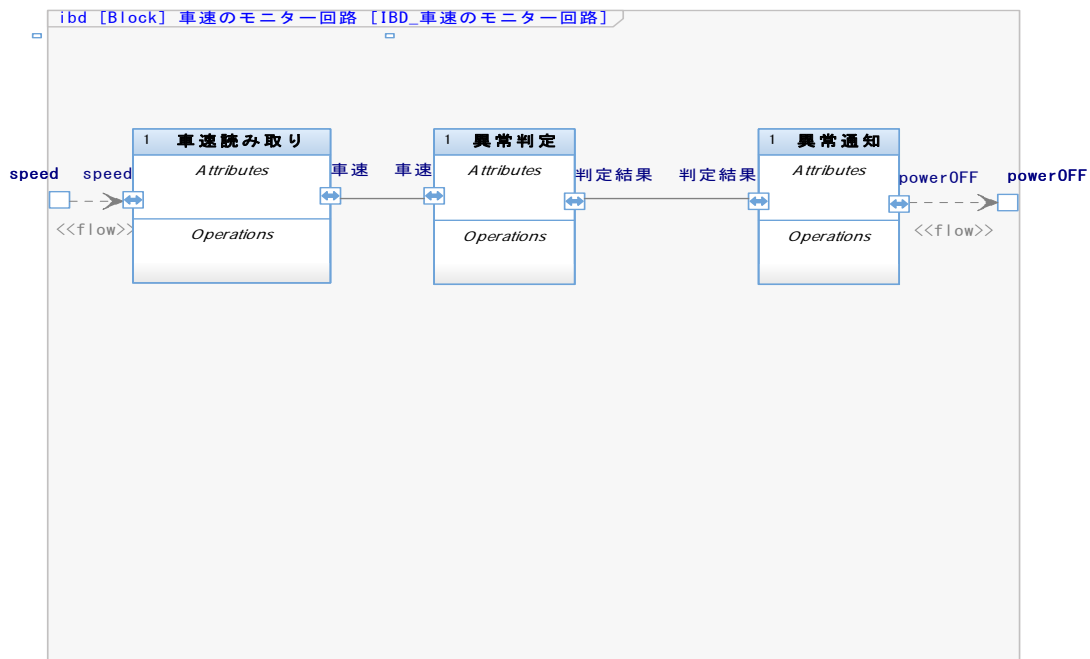 ibd [Block] 車速のモニター回路 [IBD_車速のモニター回路]
1 車速読み取り
1 異常判定
1 異常通知
Attributes
Attributes
Attributes
speed
speed
車速
車速
判定結果
判定結果
powerOFF
powerOFF
<<flow>>
<<flow>>
Operations
Operations
Operations